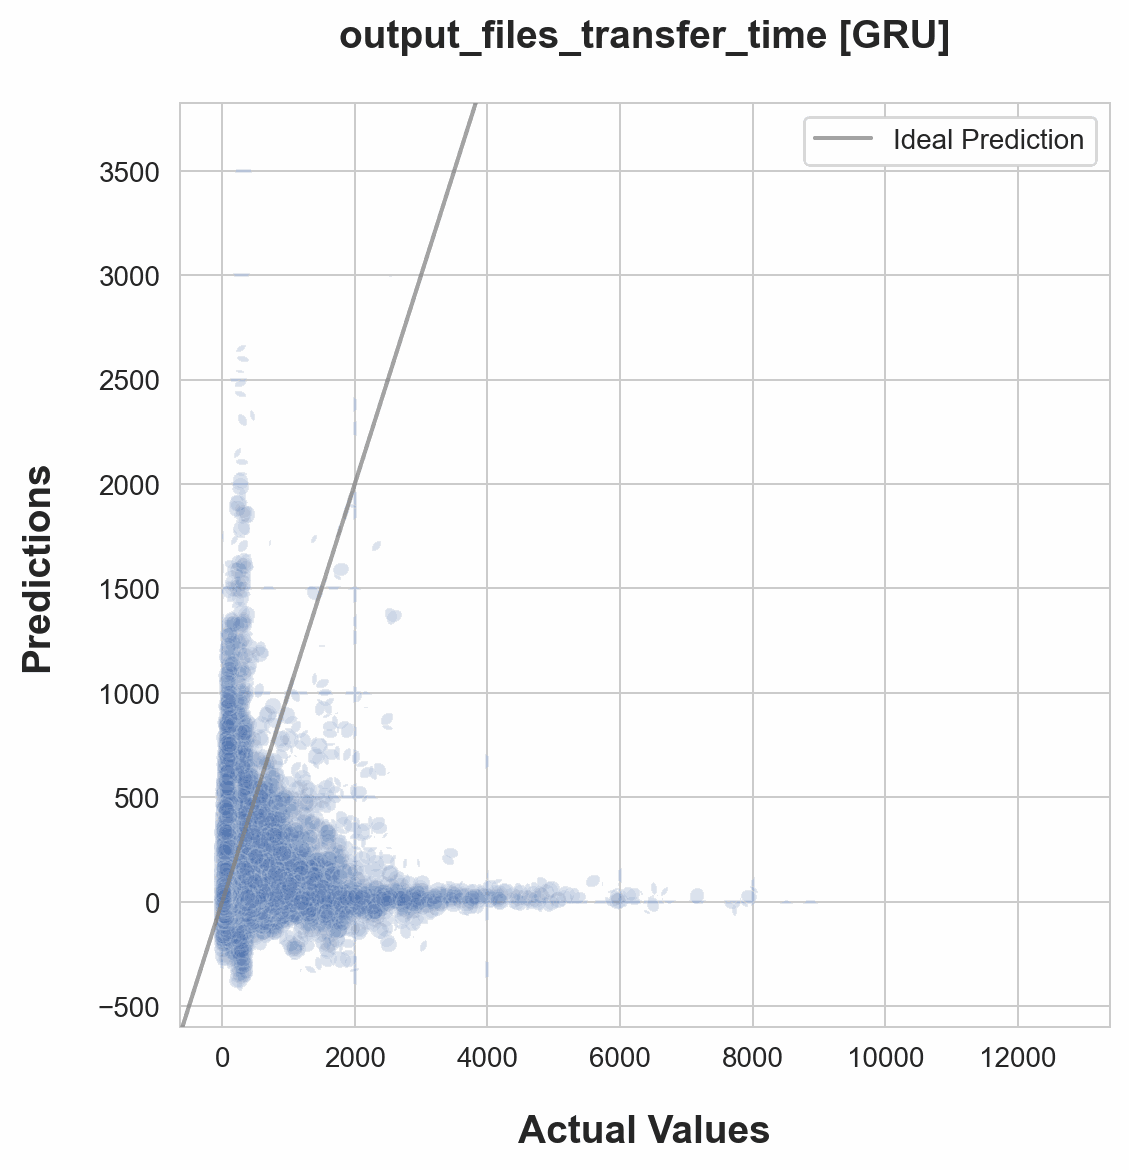 output_files_transfer_time [GRU]
Ideal Prediction
3500
3000
2500
2000
1500
1000
500
0
−500
Predictions
0 2000 4000 6000 8000 10000 12000
Actual Values